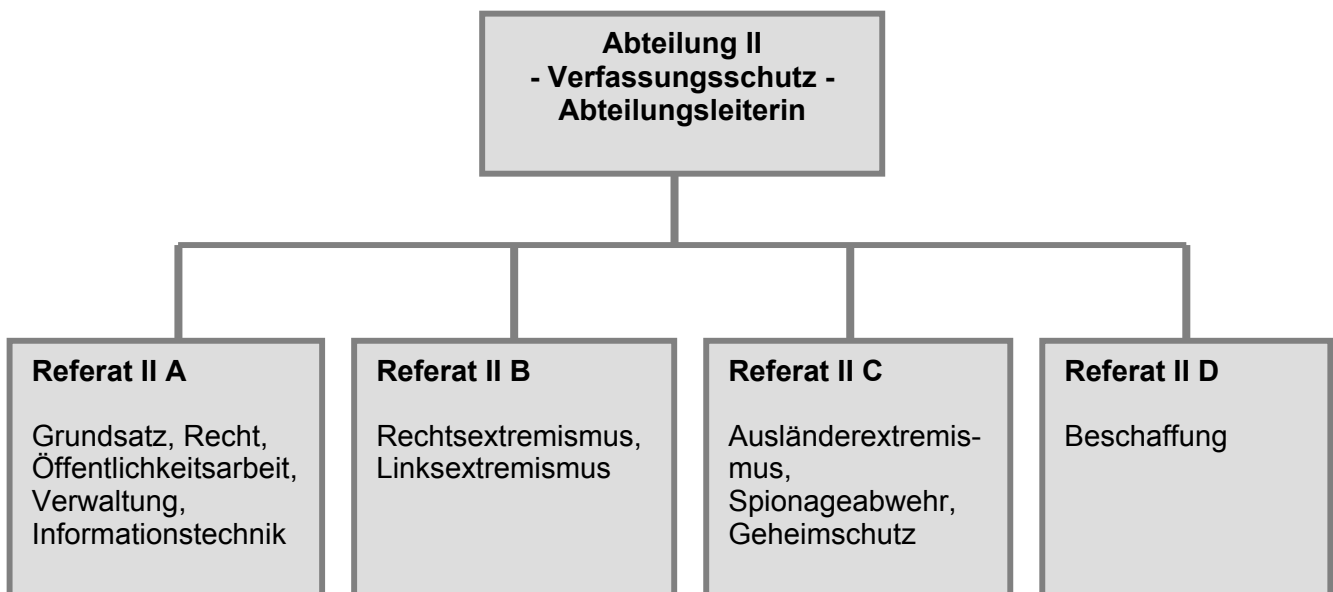 Abteilung II
- Verfassungsschutz -
Abteilungsleiterin
Referat II A
Grundsatz, Recht,
Öffentlichkeitsarbeit,
Verwaltung,
Informationstechnik
Referat II B
Rechtsextremismus,
Linksextremismus
Referat II C
Ausländerextremis-
mus,
Spionageabwehr,
Geheimschutz
Referat II D
Beschaffung